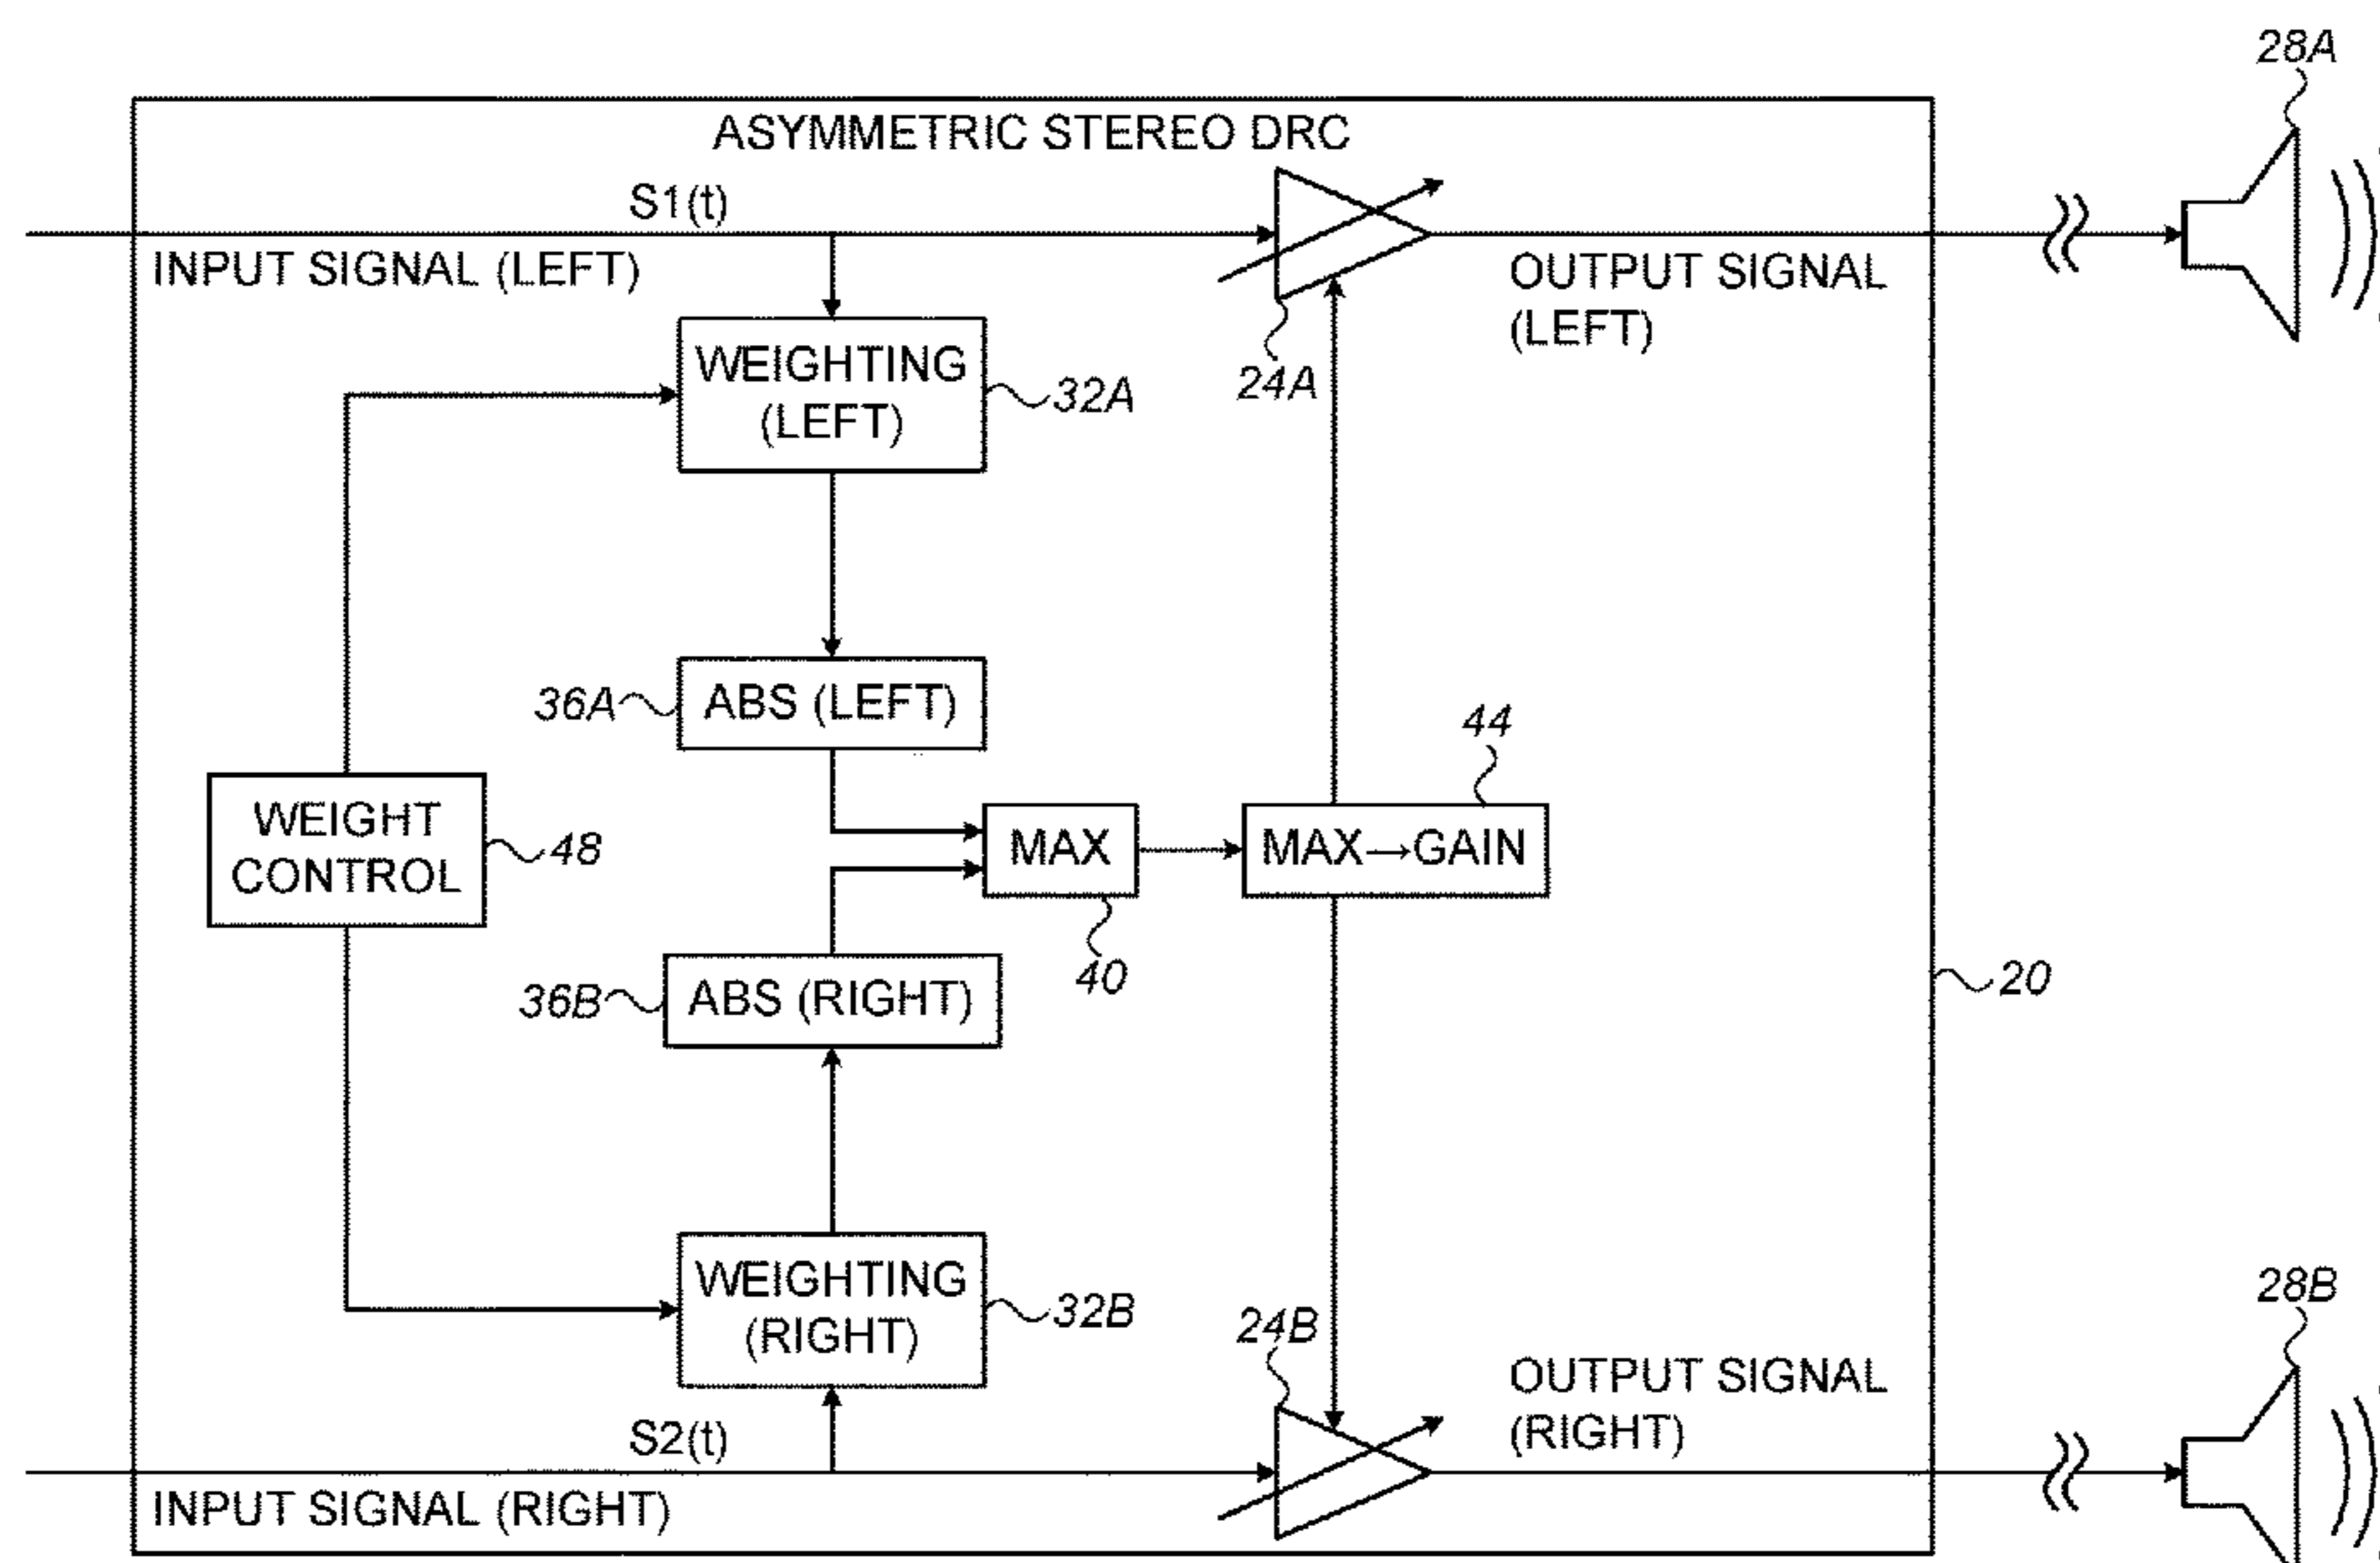 28A
ASYMMETRIC STEREO DRC
S1(t)
INPUT SIGNAL (LEFT)
OUTPUT SIGNAL
(LEFT)
24A
WEIGHTING
(LEFT)
32A
36A
ABS (LEFT)
44
WEIGHT
CONTROL
48
MAX
MAX→GAIN
40
36B
ABS (RIGHT)
20
WEIGHTING
(RIGHT)
32B
24B
28B
OUTPUT SIGNAL
(RIGHT)
S2(t)
INPUT SIGNAL (RIGHT)